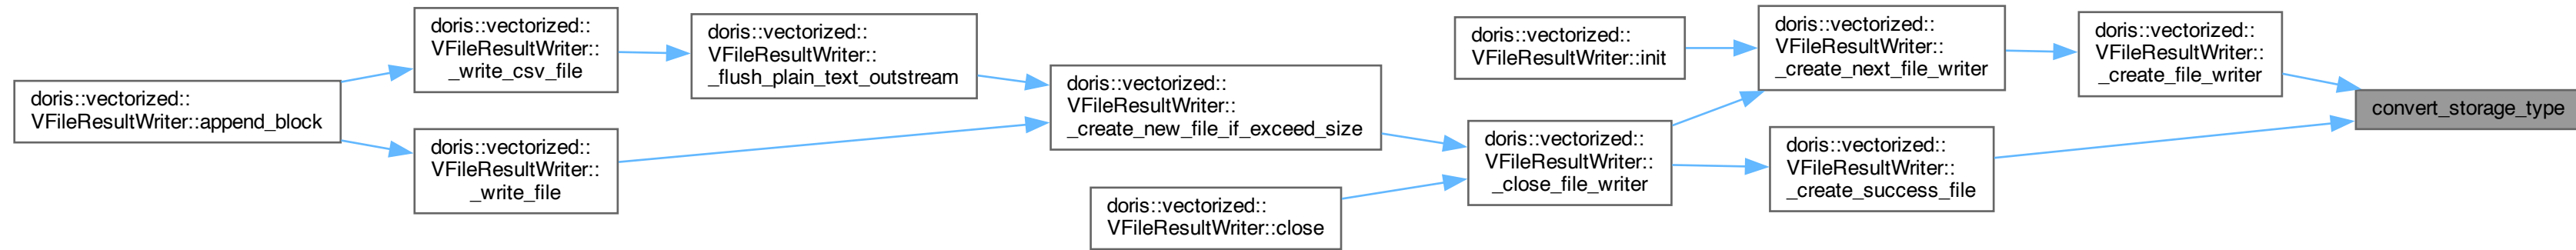 doris::vectorized::
VFileResultWriter::append_block
doris::vectorized::
VFileResultWriter::
_write_csv_file
doris::vectorized::
VFileResultWriter::
_write_file
doris::vectorized::
VFileResultWriter::
_flush_plain_text_outstream
doris::vectorized::
VFileResultWriter::
_create_new_file_if_exceed_size
doris::vectorized::
VFileResultWriter::close
doris::vectorized::
VFileResultWriter::init
doris::vectorized::
VFileResultWriter::
_close_file_writer
doris::vectorized::
VFileResultWriter::
_create_next_file_writer
doris::vectorized::
VFileResultWriter::
_create_success_file
doris::vectorized::
VFileResultWriter::
_create_file_writer
convert_storage_type